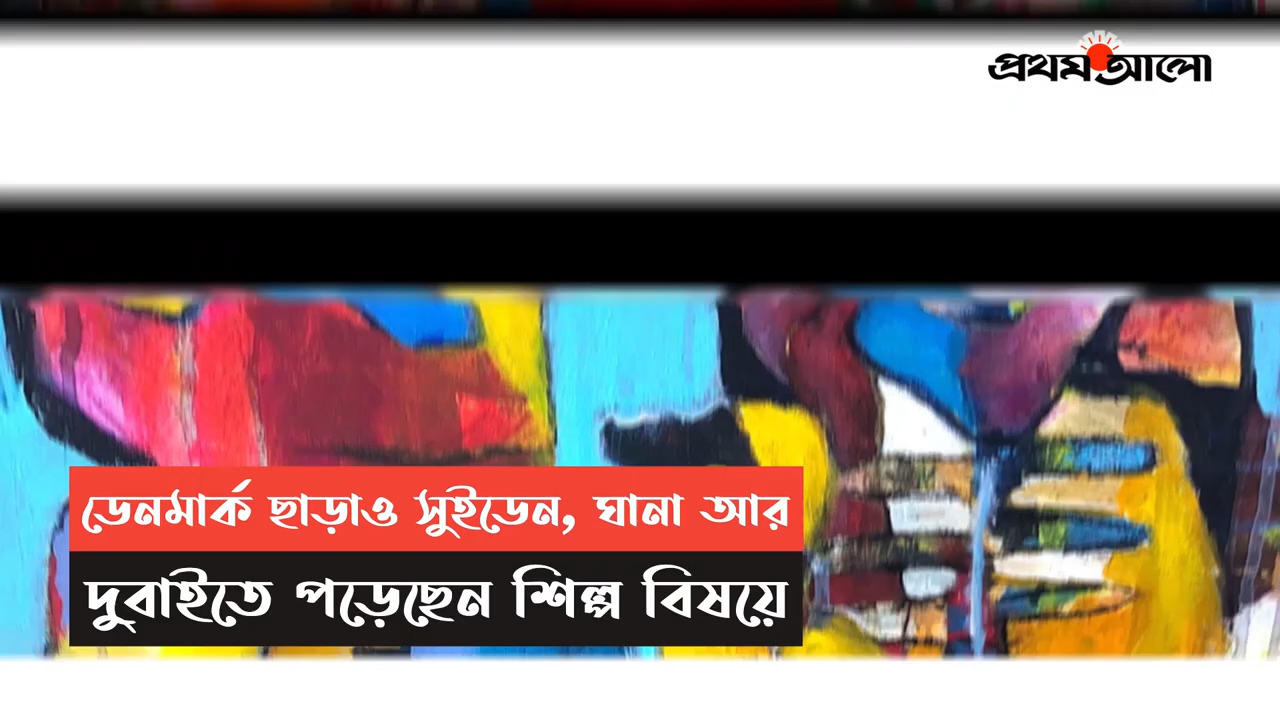 প্রথম আলো
ডেনমার্ক ছাড়াও সুইডেন, ঘানা আর
দুবাইতে পড়েছেন শিল্প বিষয়ে